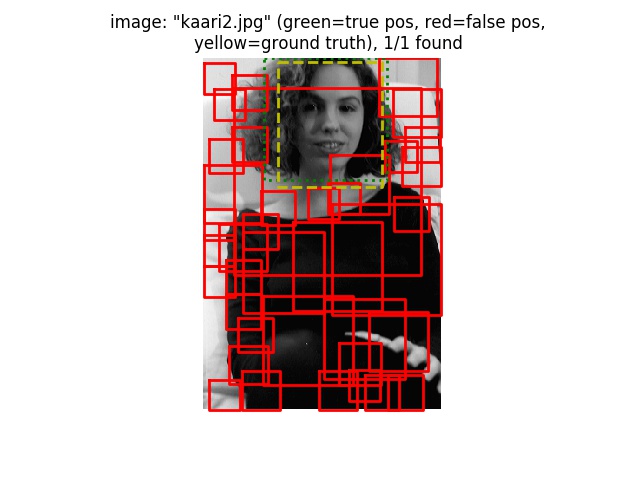 image: "kaari2.jpg" (green=true pos, red=false pos,
yellow=ground truth), 1/1 found